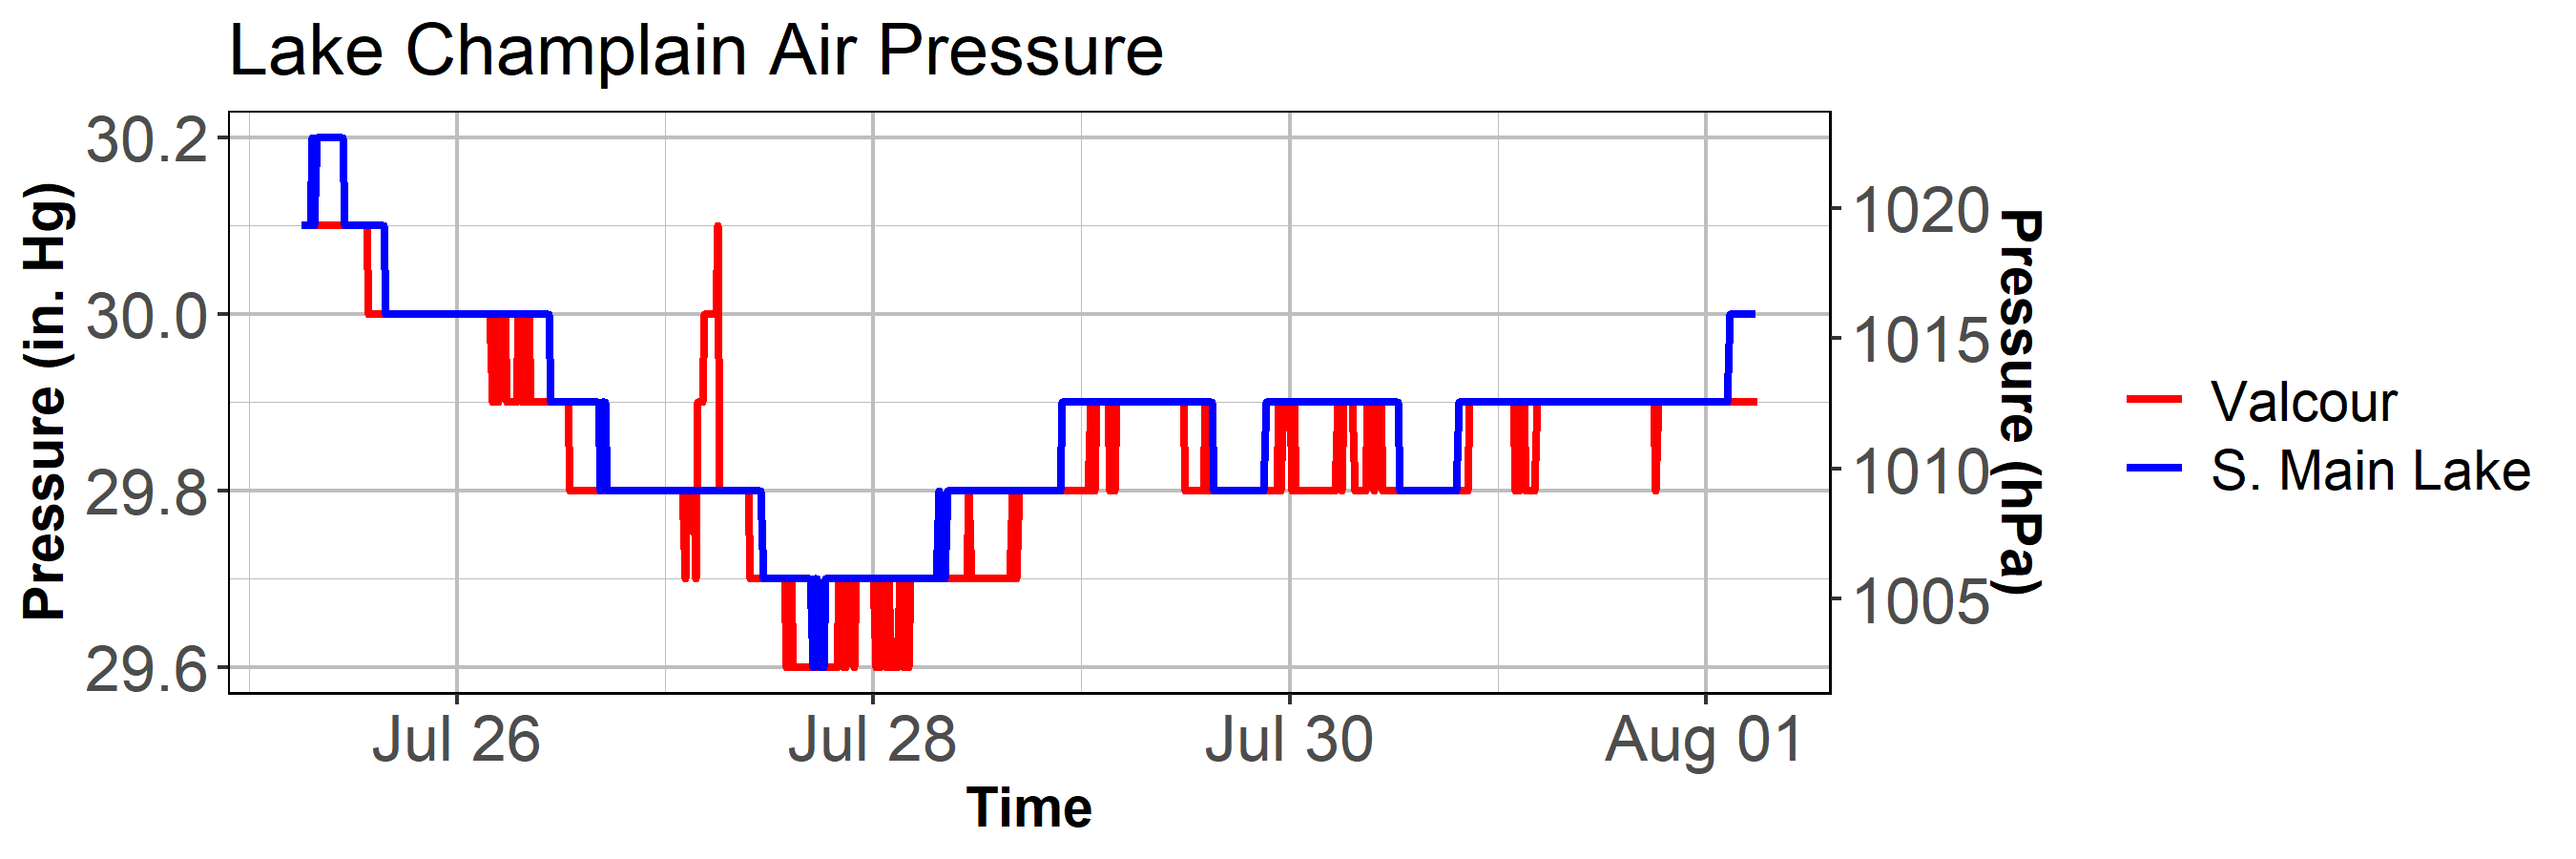 Lake Champlain Air Pressure
Pressure (in. Hg)
30.2
30.0
29.8
29.6
1020
1015
1010
1005
Pressure (hPa)
Valcour
S. Main Lake
Jul 26
Jul 28
Jul 30
Aug 01
Time